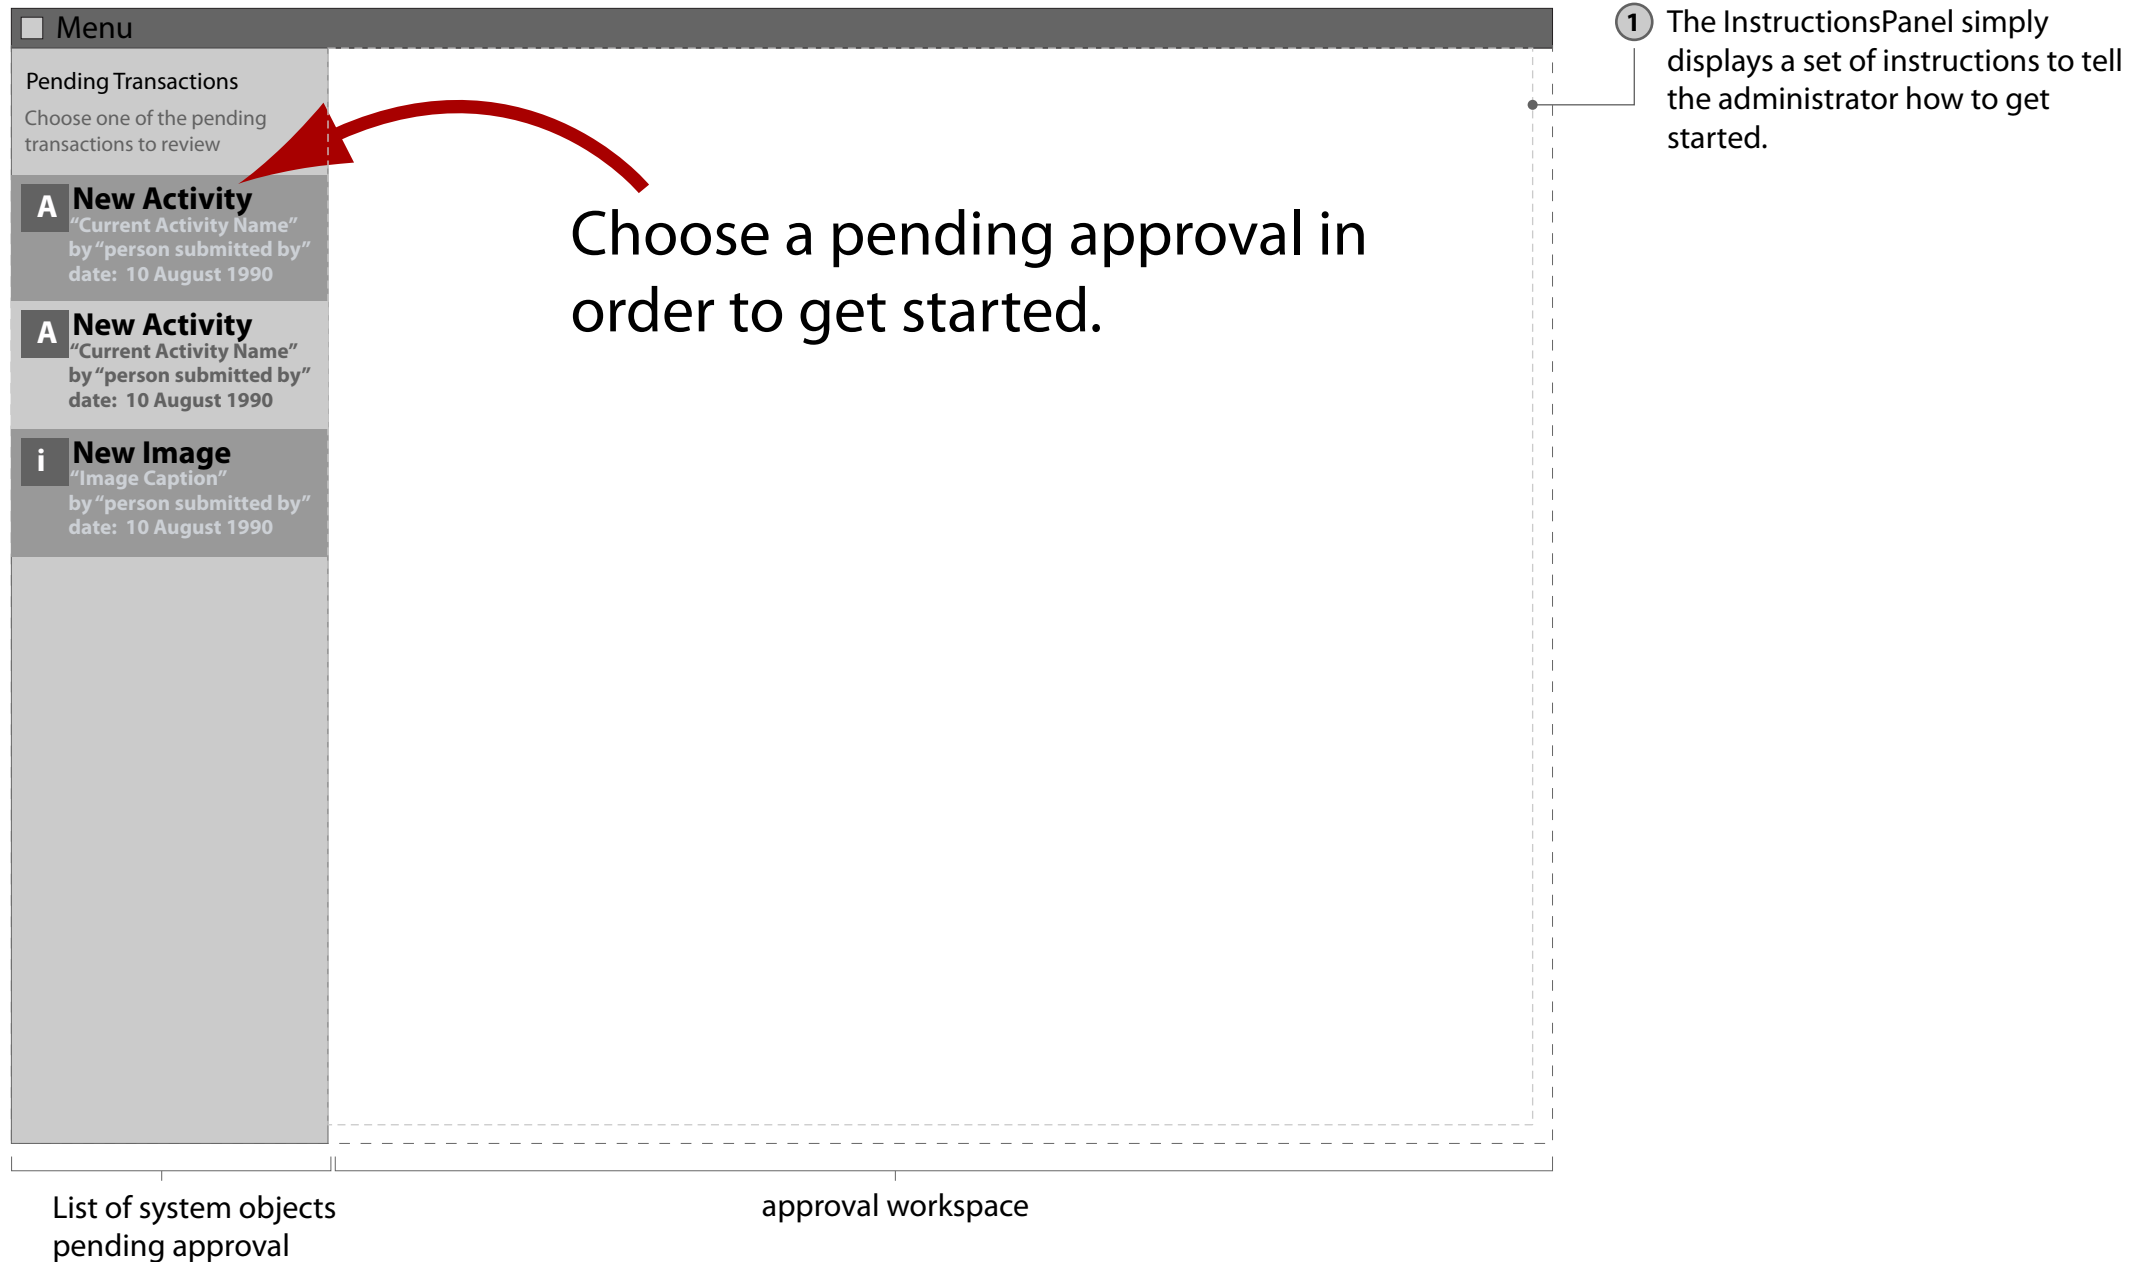 Menu
Pending Transactions
Choose one of the pending
transactions to review
A
New Activity
“Current Activity Name”
by “person submitted by”
date:  10 August 1990
A
New Activity
“Current Activity Name”
by “person submitted by”
date:  10 August 1990
i
New Image
“Image Caption”
by “person submitted by”
date:  10 August 1990
Choose a pending approval in
order to get started.
1
The InstructionsPanel simply
displays a set of instructions to tell
the administrator how to get
started.
List of system objects
pending approval
approval workspace